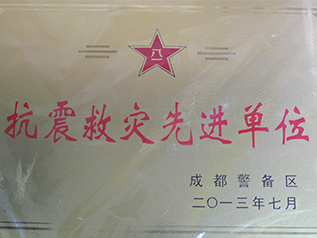 八一
抗震救灾先进单位
成都警备区
二〇一三年七月